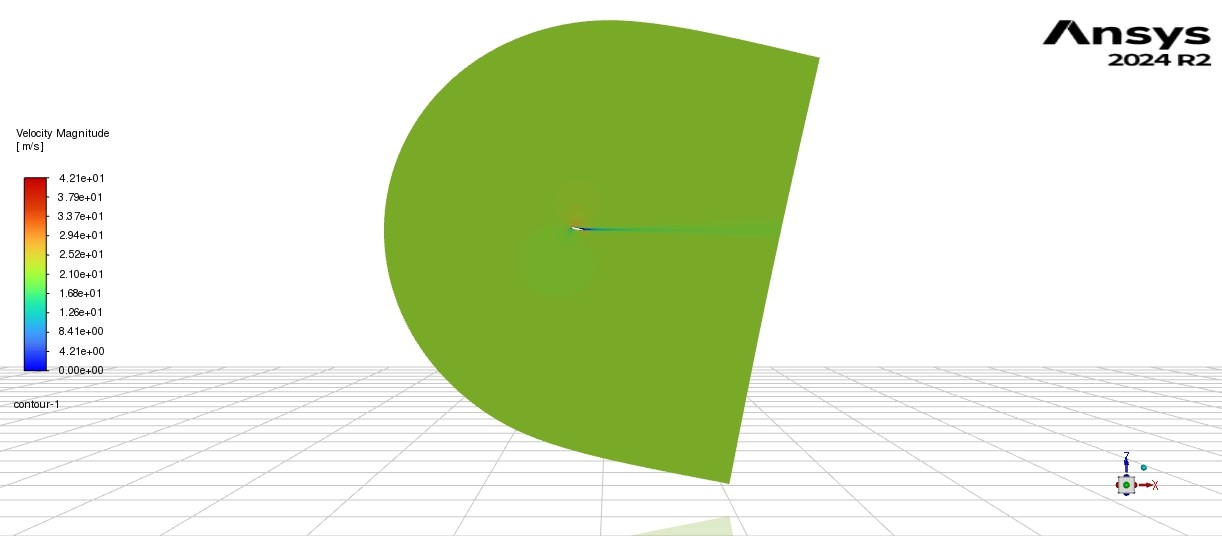 Ansys
2024 R2
Velocity Magnitude
[ m/s ]
4.21e+01
3.79e+01
3.37e+01
2.94e+01
2.52e+01
2.10e+01
1.68e+01
1.26e+01
8.41e+00
4.21e+00
0.00e+00
contour-1
Z
X